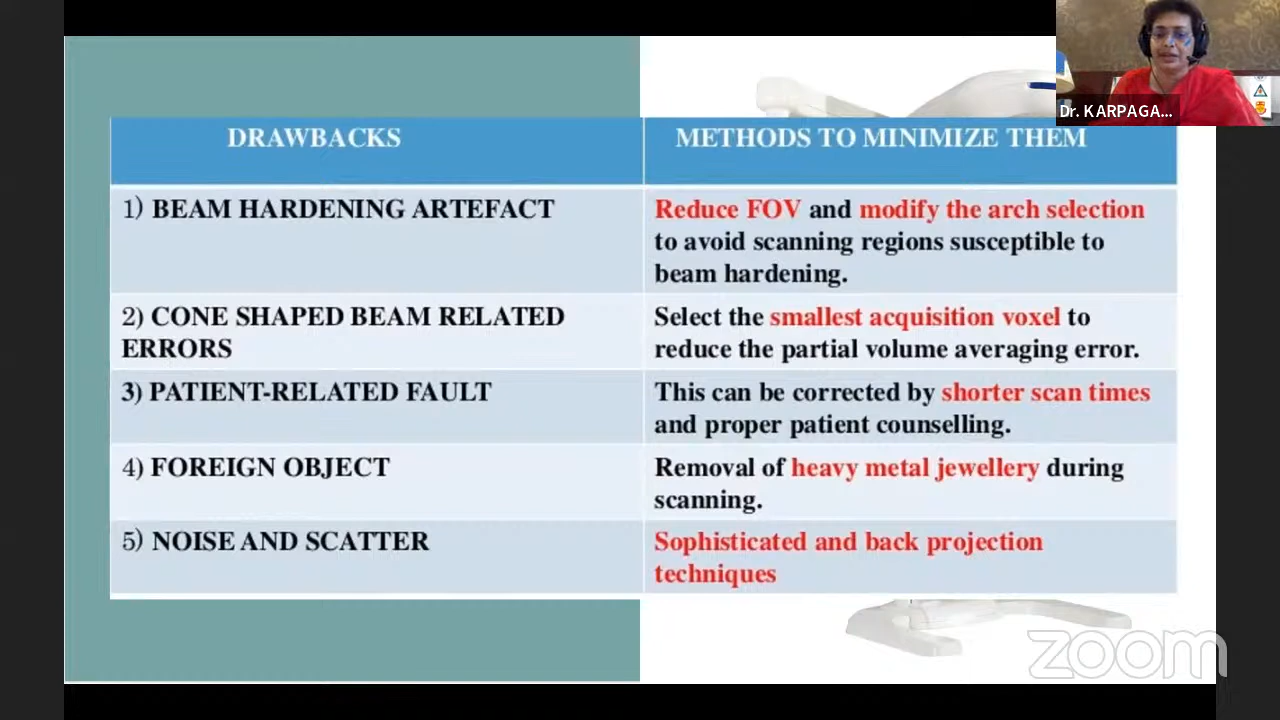 Dr. KARPAGA...
DRAWBACKS
METHODS TO MINIMIZE THEM
1) BEAM HARDENING ARTEFACT
Reduce FOV and modify the arch selection
to avoid scanning regions susceptible to
beam hardening.
2) CONE SHAPED BEAM RELATED
ERRORS
Select the smallest acquisition voxel to
reduce the partial volume averaging error.
3) PATIENT-RELATED FAULT
This can be corrected by shorter scan times
and proper patient counselling.
4) FOREIGN OBJECT
Removal of heavy metal jewellery during
scanning.
5) NOISE AND SCATTER
Sophisticated and back projection
techniques
zoom